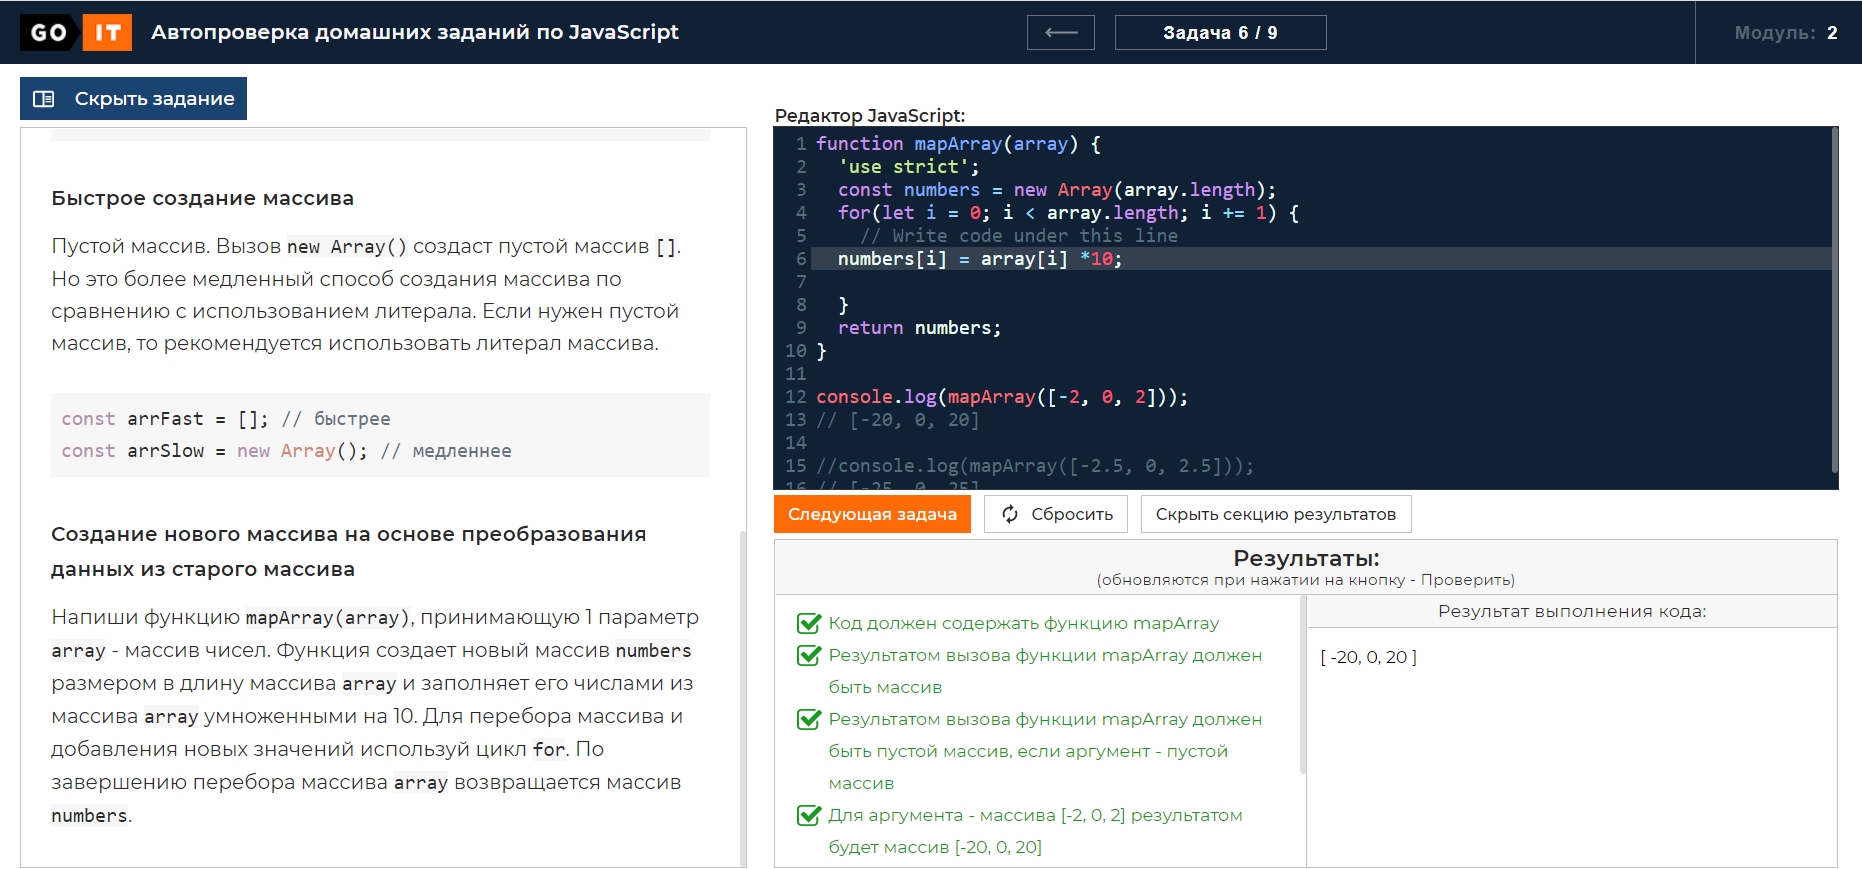 GO IT Автопроверка домашних заданий по JavaScript
Задача 6 / 9
Модуль: 2
Скрыть задание
Быстрое создание массива
Пустой массив. Вызов new Array() создаст пустой массив [].
Но это более медленный способ создания массива по
сравнению с использованием литерала. Если нужен пустой
массив, то рекомендуется использовать литерал массива.
const arrFast = []; // быстрее
const arrSlow = new Array(); // медленнее
Создание нового массива на основе преобразования
данных из старого массива
Напиши функцию mapArray(array), принимающую 1 параметр
array - массив чисел. Функция создает новый массив numbers
размером в длину массива array и заполняет его числами из
массива array умноженными на 10. Для перебора массива и
добавления новых значений используй цикл for. По
завершению перебора массива array возвращается массив
numbers.
Редактор JavaScript:
1 function mapArray(array) {
2 'use strict';
3 const numbers = new Array(array.length);
4 for(let i = 0; i < array.length; i += 1) {
5 // Write code under this line
6 numbers[i] = array[i] *10;
7
8 }
9 return numbers;
10 }
11
12 console.log(mapArray([-2, 0, 2]));
13 // [-20, 0, 20]
14
15 //console.log(mapArray([-2.5, 0, 2.5]));
16 // [-25, 0, 25]
Следующая задача
Сбросить
Скрыть секцию результатов
Результаты:
(обновляются при нажатии на кнопку - Проверить)
Код должен содержать функцию mapArray
Результатом вызова функции mapArray должен
быть массив
Результатом вызова функции mapArray должен
быть пустой массив, если аргумент - пустой
массив
Для аргумента - массива [-2, 0, 2] результатом
будет массив [-20, 0, 20]
Результат выполнения кода:
[ -20, 0, 20 ]